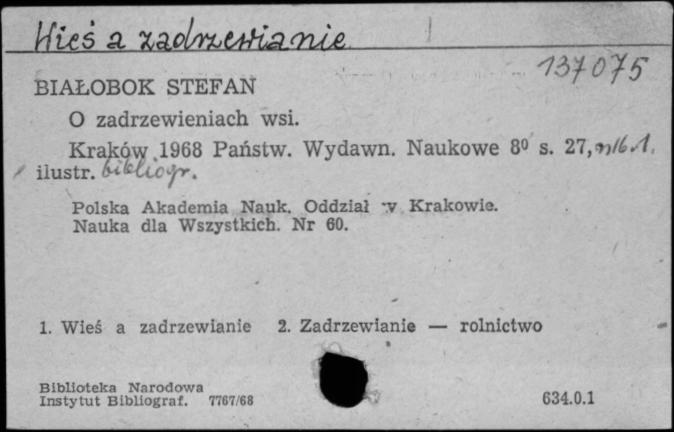 Wieś a zadrzewianie
137075
BIAŁOBOK STEFAN
O zadrzewieniach wsi.
Kraków 1968 Państw. Wydawn. Naukowe 8⁰ s. 27, nlb. 1.
ilustr. bibliogr.
Polska Akademia Nauk. Oddział w Krakowie.
Nauka dla Wszystkich. Nr 60.
1. Wieś a zadrzewianie 2. Zadrzewianie — rolnictwo
Biblioteka Narodowa
Instytut Bibliograf. 7767/68 634.0.1